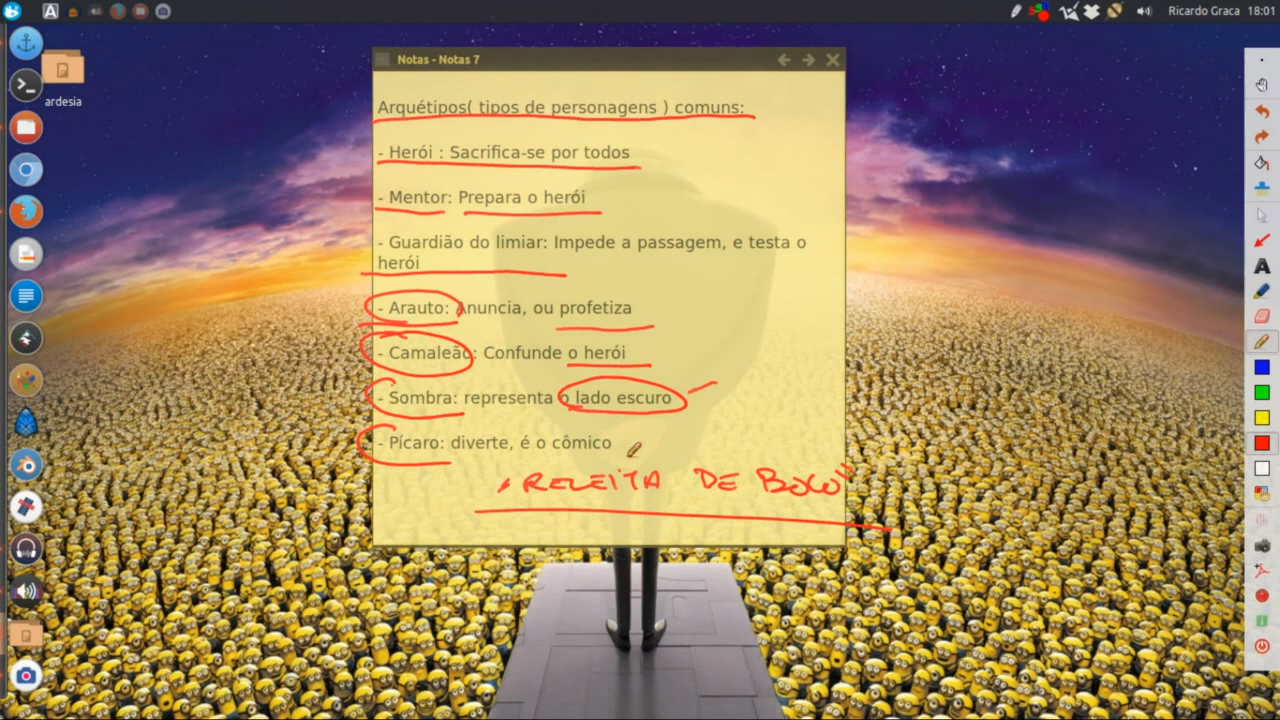 Ricardo Graca 18:01
Notas - Notas 7
ardesia
Arquétipos( tipos de personagens ) comuns:
- Herói : Sacrifica-se por todos
- Mentor: Prepara o herói
- Guardião do limiar: Impede a passagem, e testa o
herói
- Arauto: Anuncia, ou profetiza
- Camaleão: Confunde o herói
- Sombra: representa o lado escuro
- Pícaro: diverte, é o cômico
RECEITA DE